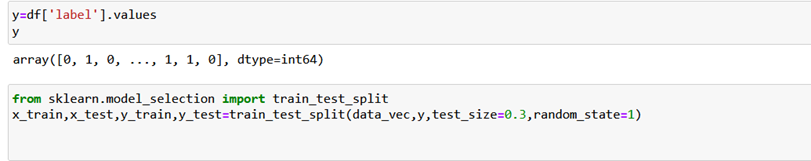 y=df['label'].values
y
array([0, 1, 0, ..., 1, 1, 0], dtype=int64)
from sklearn.model_selection import train_test_split
x_train,x_test,y_train,y_test=train_test_split(data_vec,y,test_size=0.3,random_state=1)